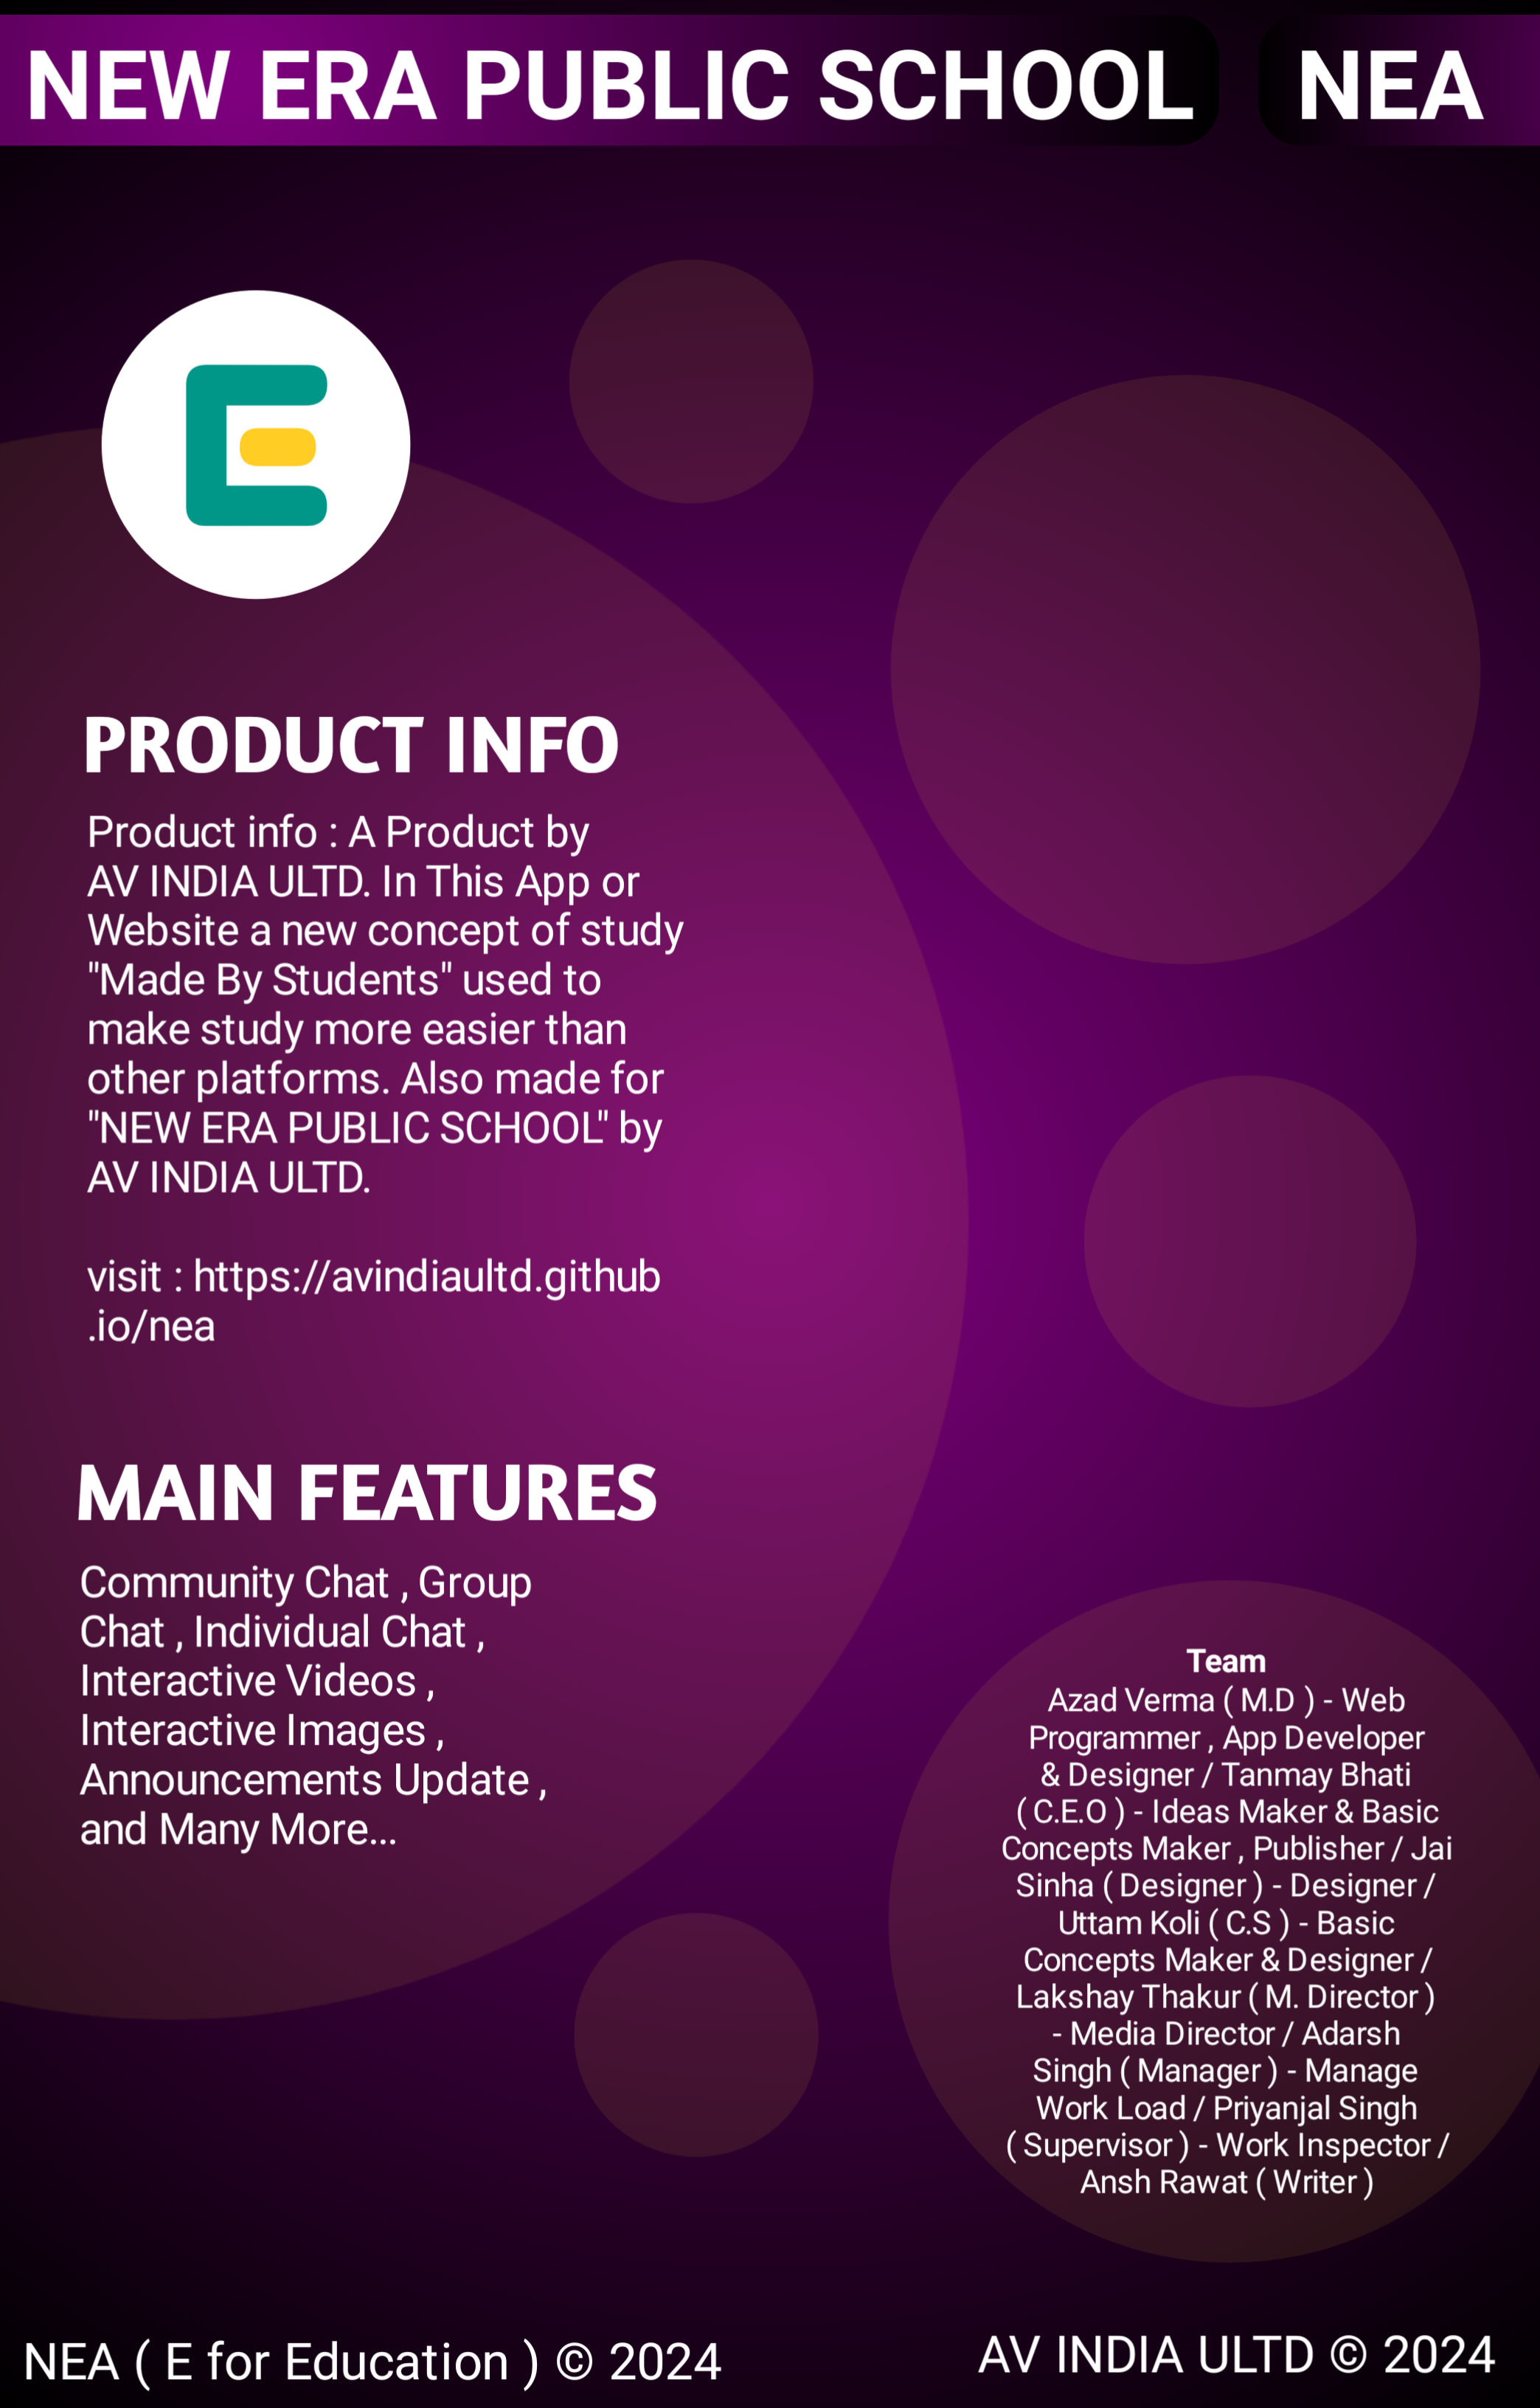 NEW ERA PUBLIC SCHOOL
NEA
E
PRODUCT INFO
Product info : A Product by
AV INDIA ULTD. In This App or
Website a new concept of study
"Made By Students" used to
make study more easier than
other platforms. Also made for
"NEW ERA PUBLIC SCHOOL" by
AV INDIA ULTD.
visit : https://avindiaultd.github
.io/nea
MAIN FEATURES
Community Chat , Group
Chat , Individual Chat ,
Interactive Videos ,
Interactive Images ,
Announcements Update ,
and Many More...
Team
Azad Verma ( M.D ) - Web
Programmer , App Developer
& Designer / Tanmay Bhati
( C.E.O ) - Ideas Maker & Basic
Concepts Maker , Publisher / Jai
Sinha ( Designer ) - Designer /
Uttam Koli ( C.S ) - Basic
Concepts Maker & Designer /
Lakshay Thakur ( M. Director )
- Media Director / Adarsh
Singh ( Manager ) - Manage
Work Load / Priyanjal Singh
( Supervisor ) - Work Inspector /
Ansh Rawat ( Writer )
NEA ( E for Education ) © 2024
AV INDIA ULTD © 2024